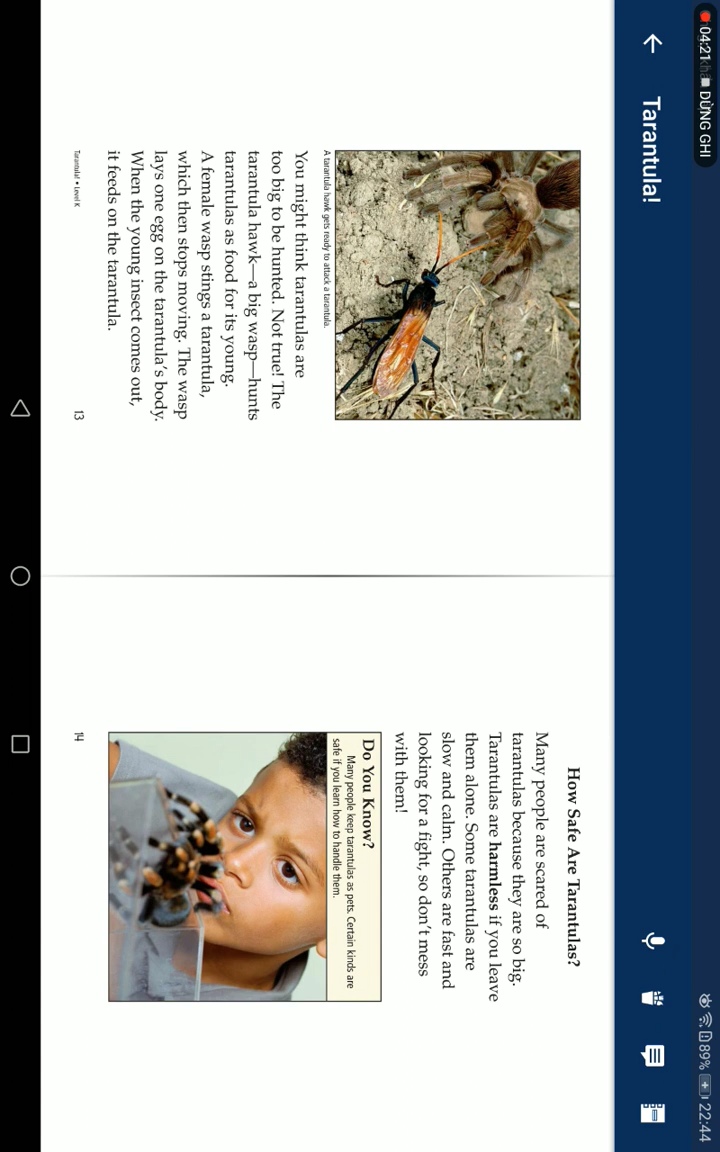 04:21 DỪNG GHI
89% 22:44
Tarantula!
A tarantula hawk gets ready to attack a tarantula.
You might think tarantulas are
too big to be hunted. Not true! The
tarantula hawk—a big wasp—hunts
tarantulas as food for its young.
A female wasp stings a tarantula,
which then stops moving. The wasp
lays one egg on the tarantula's body.
When the young insect comes out,
it feeds on the tarantula.
Tarantula! • Level K
13
How Safe Are Tarantulas?
Many people are scared of
tarantulas because they are so big.
Tarantulas are harmless if you leave
them alone. Some tarantulas are
slow and calm. Others are fast and
looking for a fight, so don't mess
with them!
Do You Know?
Many people keep tarantulas as pets. Certain kinds are
safe if you learn how to handle them.
14